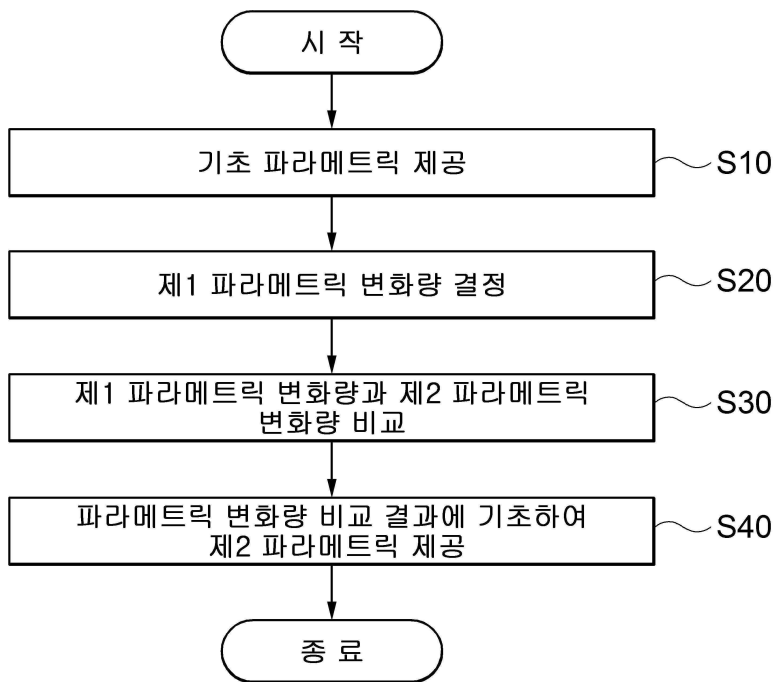 시 작
기초 파라메트릭 제공
S10
제1 파라메트릭 변화량 결정
S20
제1 파라메트릭 변화량과 제2 파라메트릭
변화량 비교
S30
파라메트릭 변화량 비교 결과에 기초하여
제2 파라메트릭 제공
S40
종 료